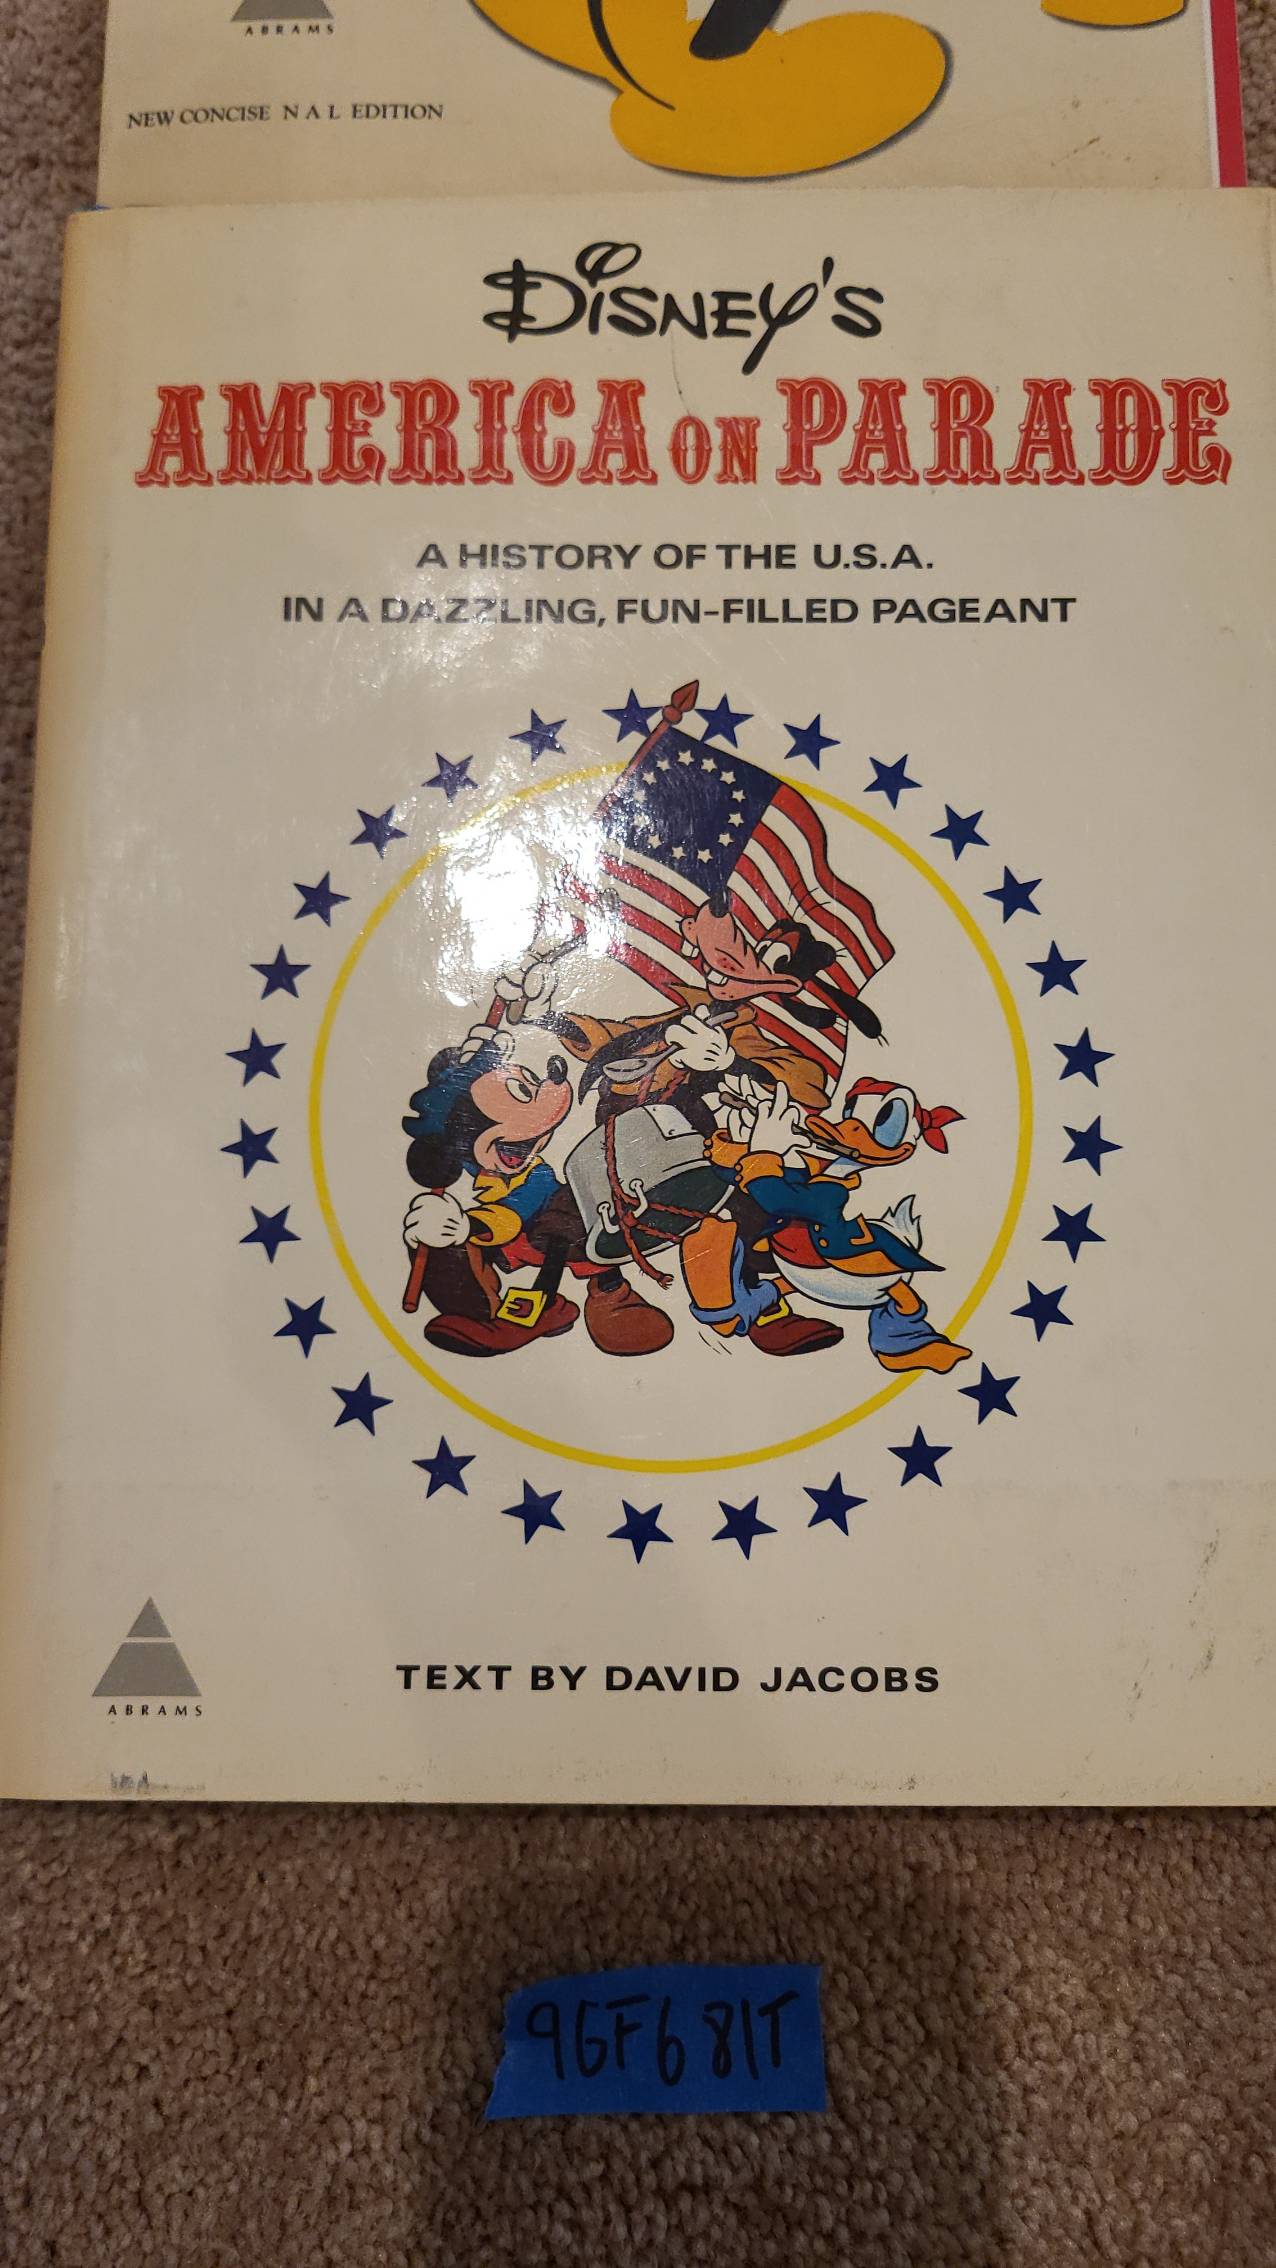 ABRAMS
NEW CONCISE N A L EDITION
DISNEY'S
AMERICA ON PARADE
A HISTORY OF THE U.S.A.
IN A DAZZLING, FUN-FILLED PAGEANT
TEXT BY DAVID JACOBS
ABRAMS
9GF681T